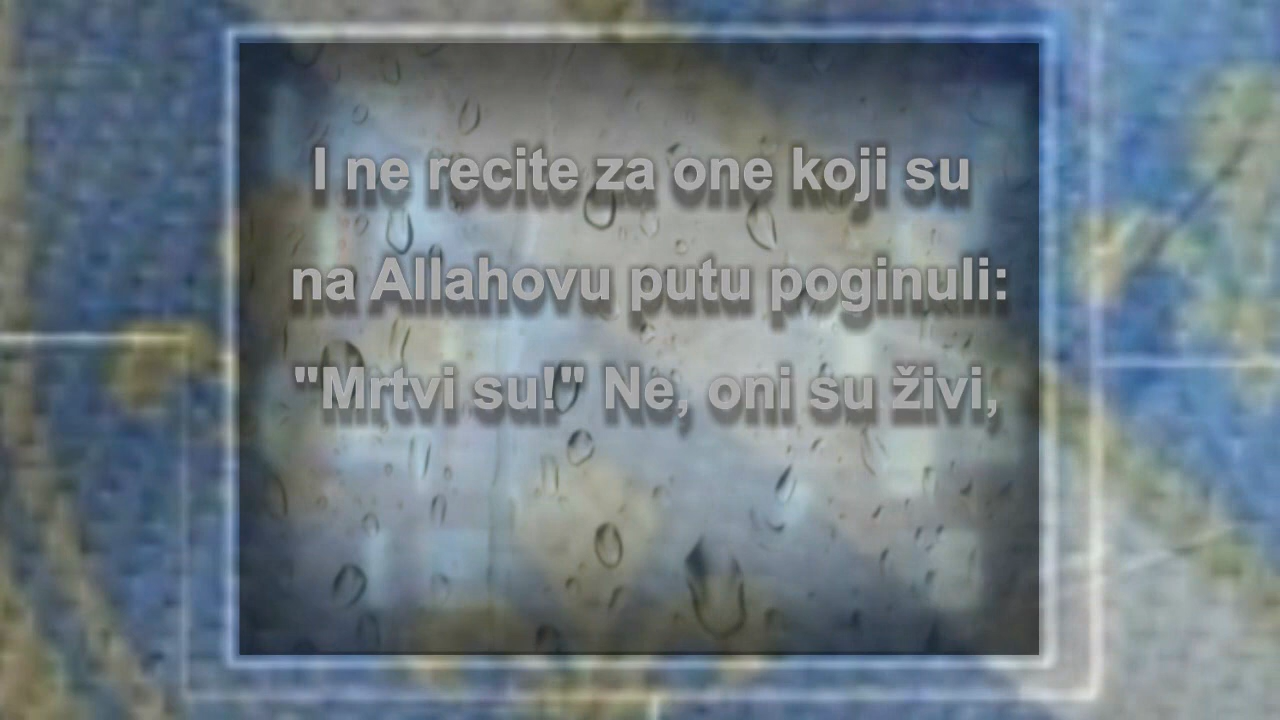 I ne recite za one koji su
na Allahovu putu poginuli:
"Mrtvi su!" Ne, oni su živi,